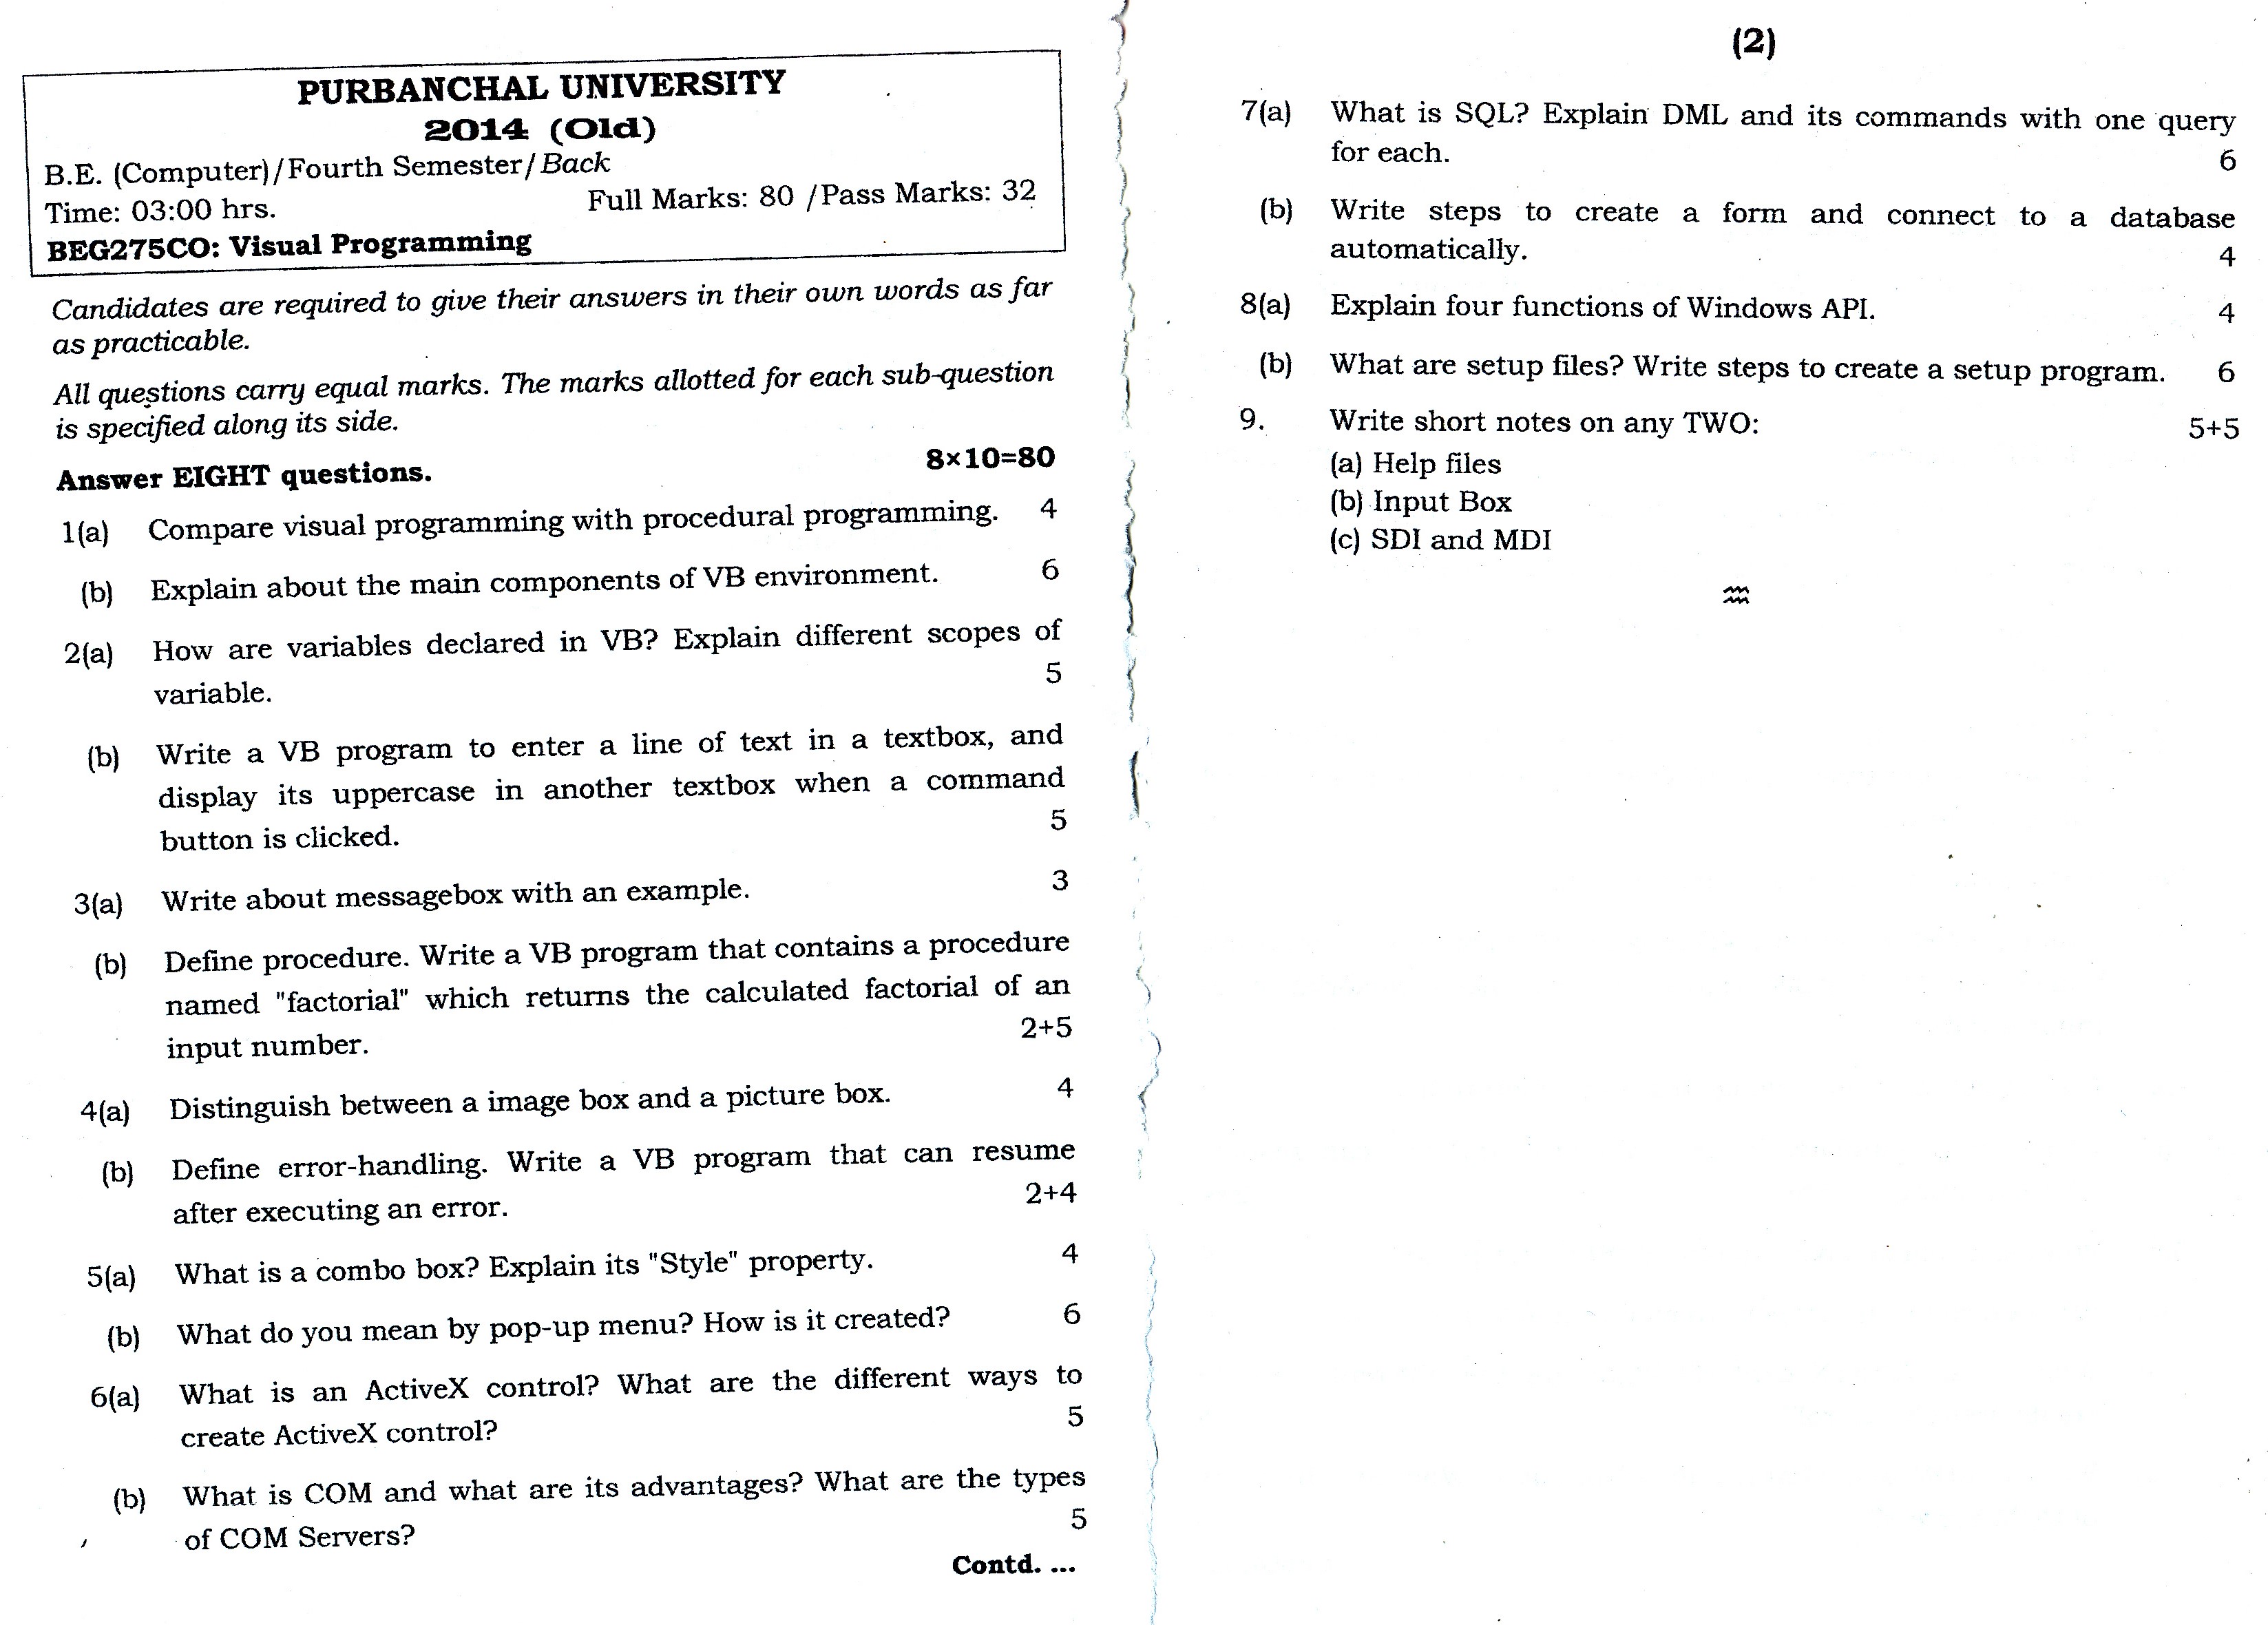 PURBANCHAL UNIVERSITY
2014 (Old)
B.E. (Computer)/Fourth Semester/Back
Time: 03:00 hrs. Full Marks: 80 /Pass Marks: 32
BEG275CO: Visual Programming
Candidates are required to give their answers in their own words as far
as practicable.
All questions carry equal marks. The marks allotted for each sub-question
is specified along its side.
Answer EIGHT questions. 8×10=80
1(a) Compare visual programming with procedural programming. 4
(b) Explain about the main components of VB environment. 6
2(a) How are variables declared in VB? Explain different scopes of
variable. 5
(b) Write a VB program to enter a line of text in a textbox, and
display its uppercase in another textbox when a command
button is clicked. 5
3(a) Write about messagebox with an example. 3
(b) Define procedure. Write a VB program that contains a procedure
named "factorial" which returns the calculated factorial of an
input number. 2+5
4(a) Distinguish between a image box and a picture box. 4
(b) Define error-handling. Write a VB program that can resume
after executing an error. 2+4
5(a) What is a combo box? Explain its "Style" property. 4
(b) What do you mean by pop-up menu? How is it created? 6
6(a) What is an ActiveX control? What are the different ways to
create ActiveX control? 5
(b) What is COM and what are its advantages? What are the types
of COM Servers? 5
Contd. ...
(2)
7(a) What is SQL? Explain DML and its commands with one query
for each. 6
(b) Write steps to create a form and connect to a database
automatically. 4
8(a) Explain four functions of Windows API. 4
(b) What are setup files? Write steps to create a setup program. 6
9. Write short notes on any TWO: 5+5
(a) Help files
(b) Input Box
(c) SDI and MDI